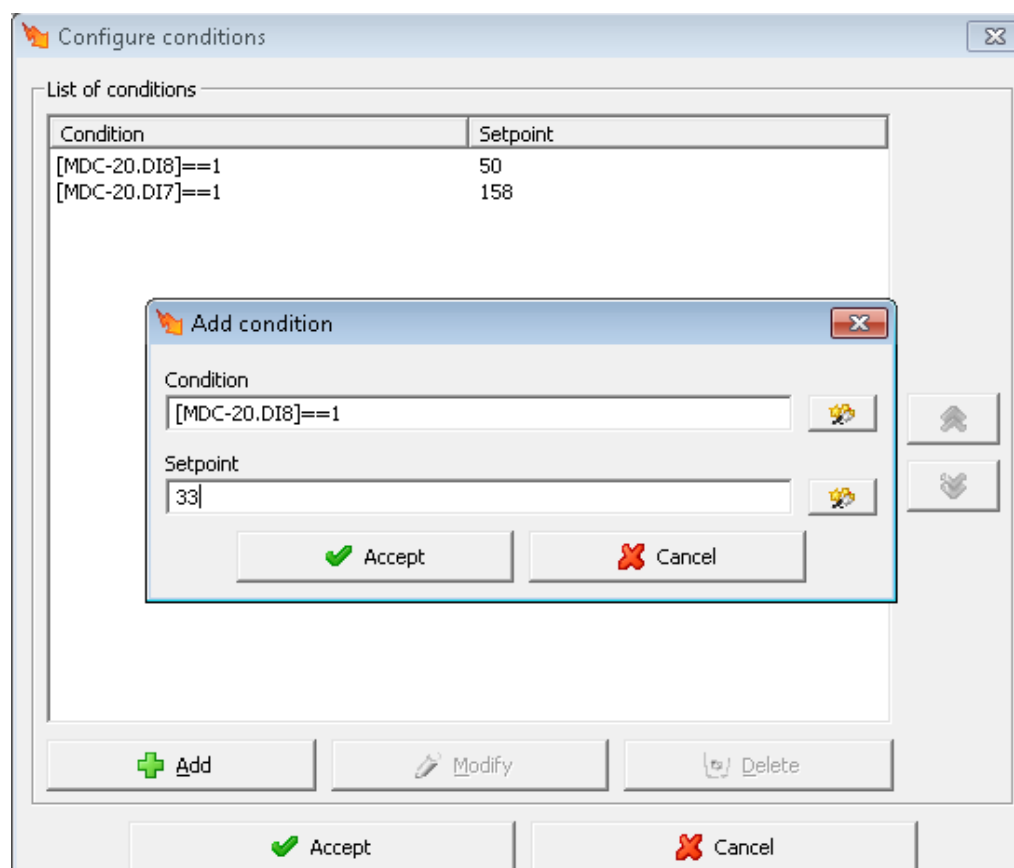 Configure conditions
List of conditions
Condition Setpoint
[MDC-20.DI8]==1 50
[MDC-20.DI7]==1 158
Add condition
Condition
[MDC-20.DI8]==1
Setpoint
33
Accept Cancel
Add Modify Delete
Accept Cancel